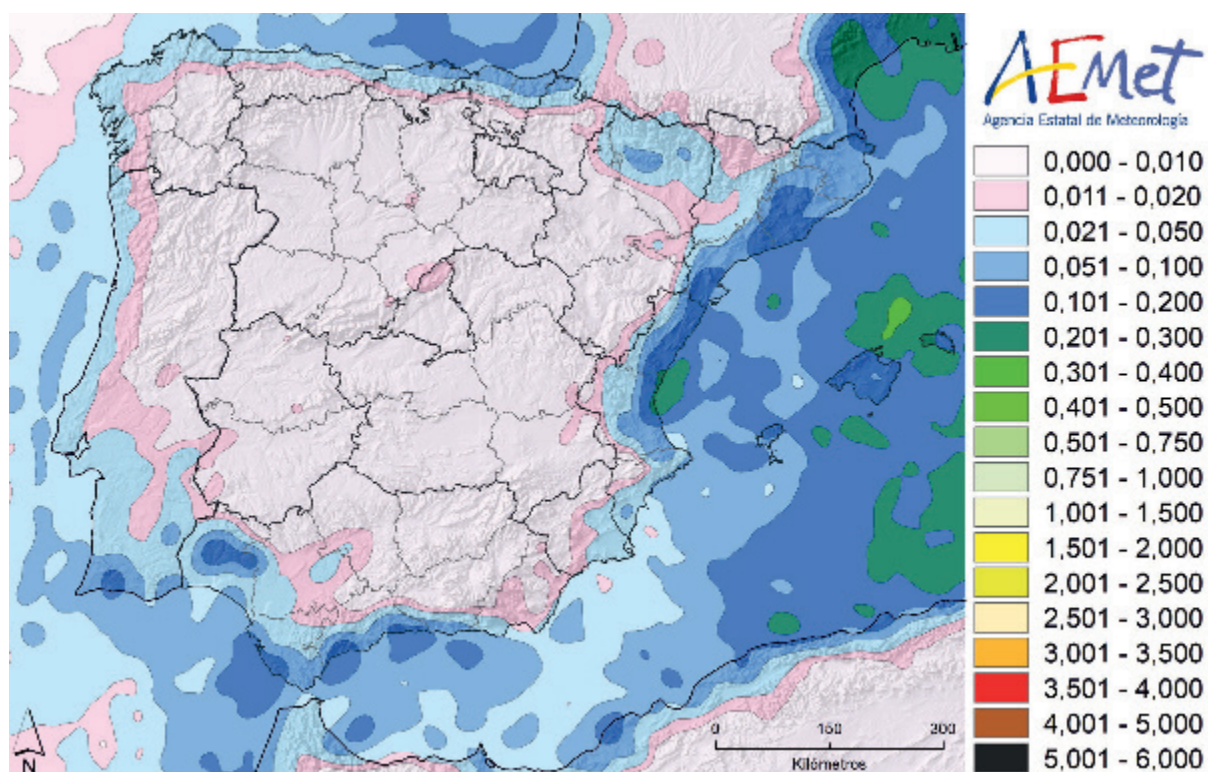 AEMet
Agencia Estatal de Meteorología
0,000 - 0,010
0,011 - 0,020
0,021 - 0,050
0,051 - 0,100
0,101 - 0,200
0,201 - 0,300
0,301 - 0,400
0,401 - 0,500
0,501 - 0,750
0,751 - 1,000
1,001 - 1,500
1,501 - 2,000
2,001 - 2,500
2,501 - 3,000
3,001 - 3,500
3,501 - 4,000
4,001 - 5,000
5,001 - 6,000
0 150 300
Kilómetros
N